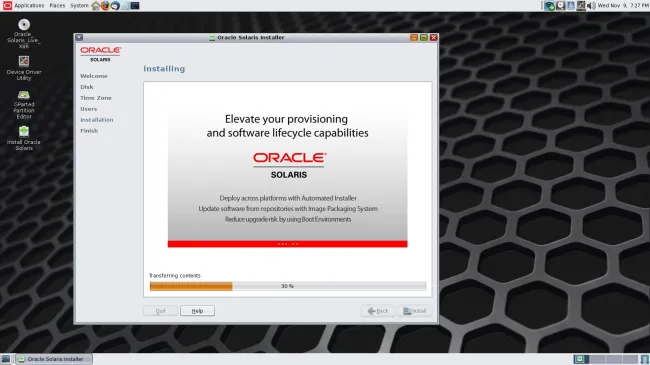 Applications Places System
Wed Nov 9, 7:27 PM
Oracle_
Solaris_Live_
X86
Device Driver
Utility
GParted
Partition
Editor
Install Oracle
Solaris
Oracle Solaris Installer
ORACLE
SOLARIS
Welcome
Disk
Time Zone
Users
Installation
Finish
Installing
Elevate your provisioning
and software lifecycle capabilities
ORACLE
SOLARIS
Deploy across platforms with Automated Installer
Update software from repositories with Image Packaging System
Reduce upgrade risk by using Boot Environments
Transferring contents
30 %
Quit
Help
Back
Install
Oracle Solaris Installer